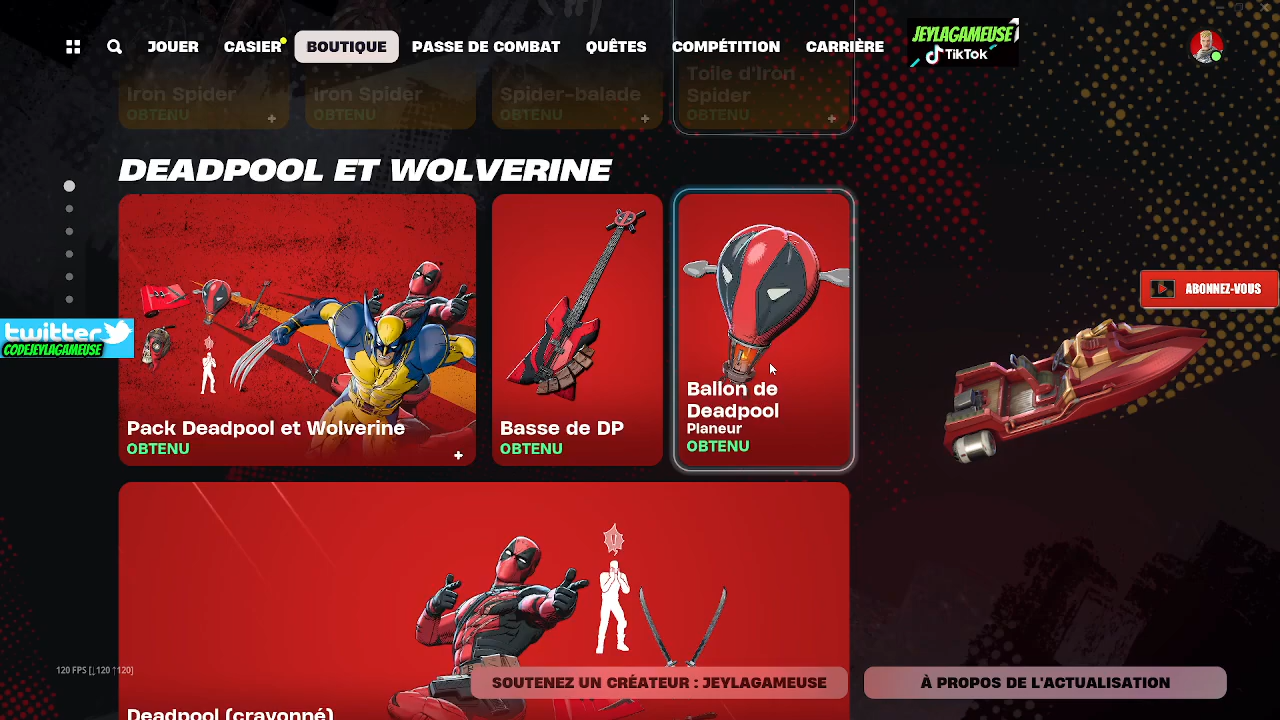 JOUER CASIER BOUTIQUE PASSE DE COMBAT QUÊTES COMPÉTITION CARRIÈRE
JEYLAGAMEUSE
TikTok
Iron Spider
OBTENU
Iron Spider
OBTENU
Spider-balade
OBTENU
Toile d'Iron
Spider
OBTENU
DEADPOOL ET WOLVERINE
Pack Deadpool et Wolverine
OBTENU
Basse de DP
OBTENU
Ballon de
Deadpool
Planeur
OBTENU
ABONNEZ-VOUS
twitter
CODEJEYLAGAMEUSE
Deadpool (crayonné)
120 FPS [↓120 ↑120]
SOUTENEZ UN CRÉATEUR : JEYLAGAMEUSE
À PROPOS DE L'ACTUALISATION